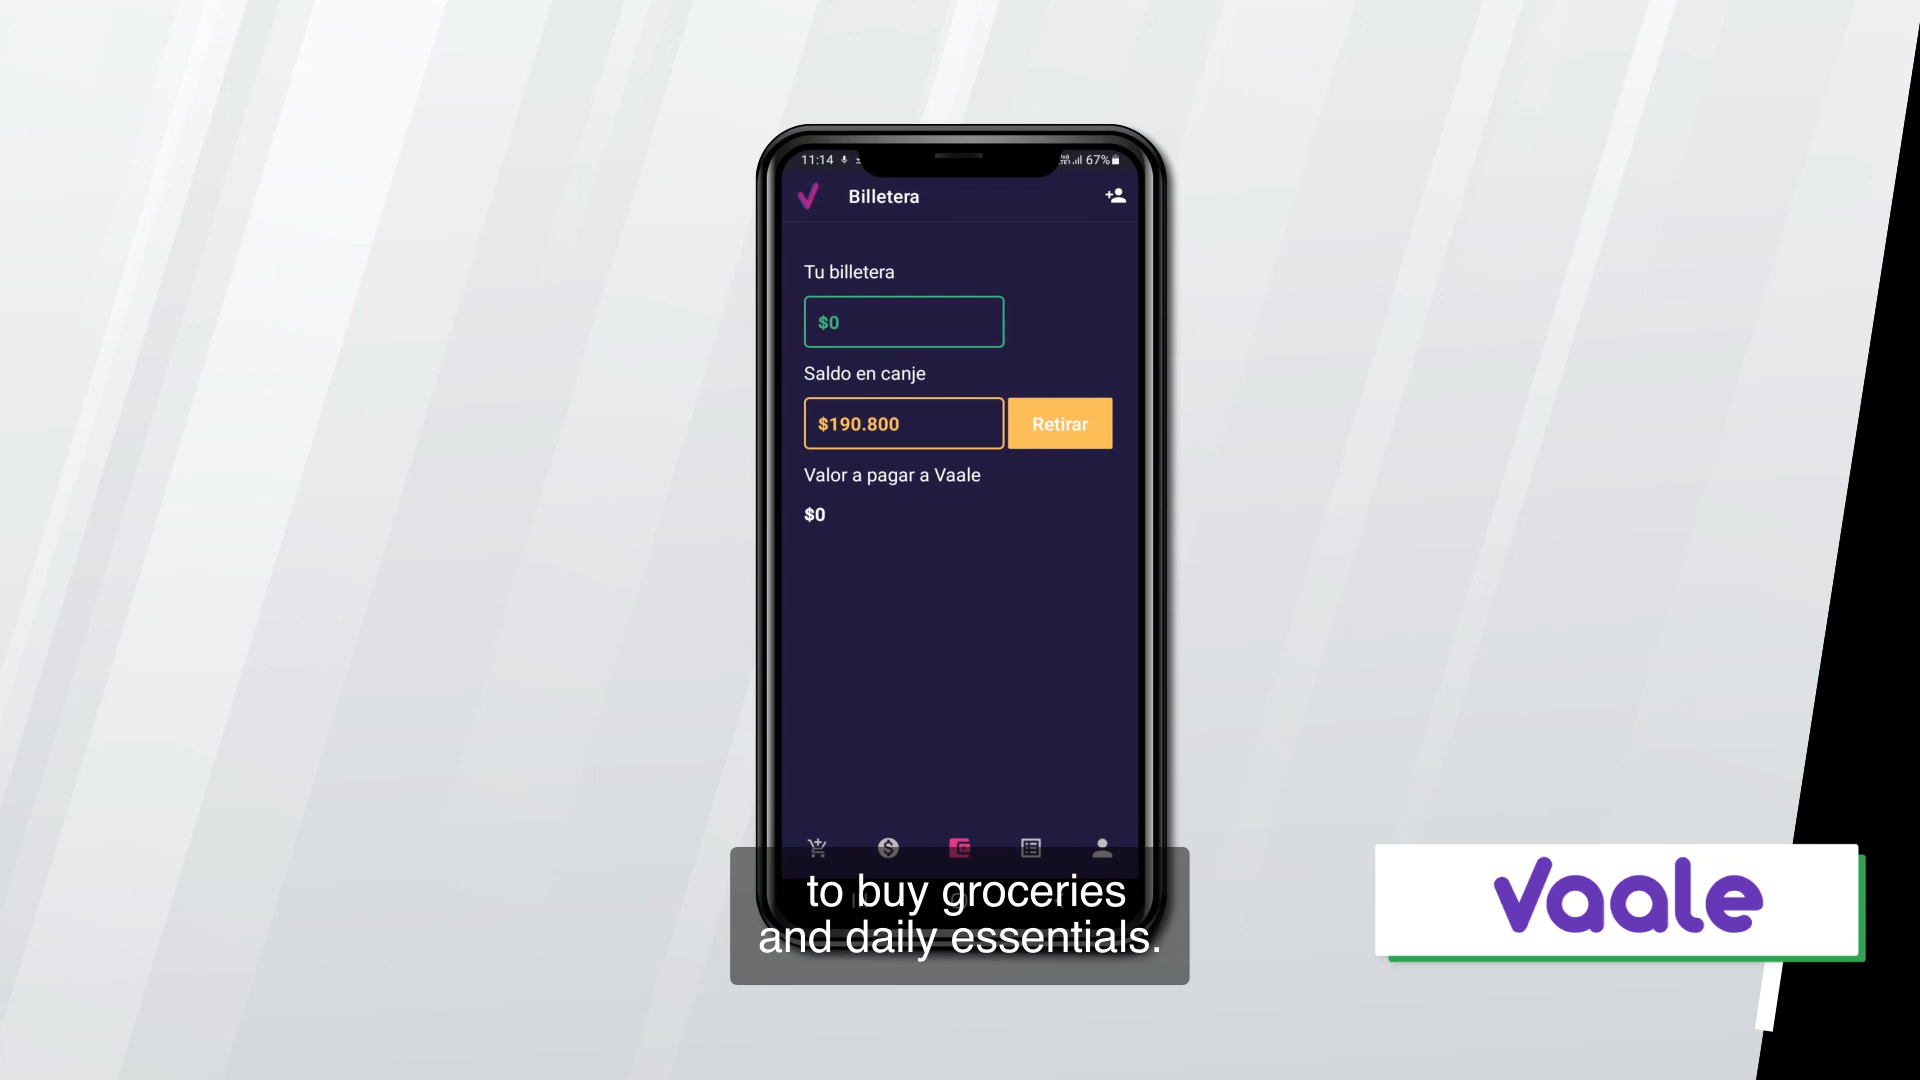 11:14
67%
Billetera
Tu billetera
$0
Saldo en canje
$190.800
Retirar
Valor a pagar a Vaale
$0
to buy groceries
and daily essentials.
Vaale